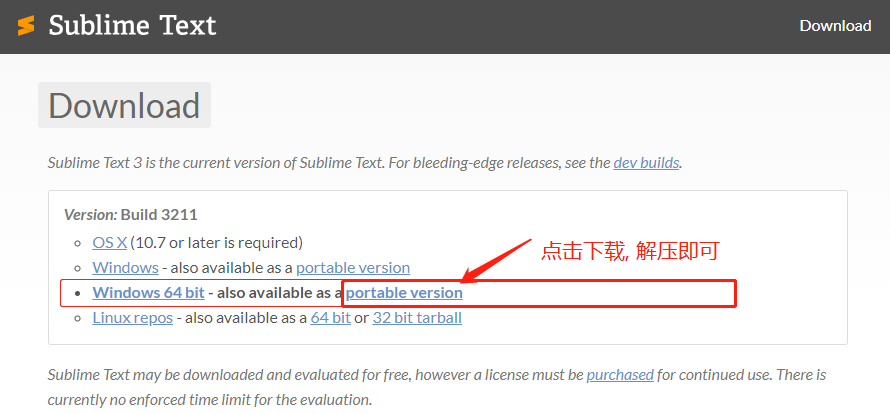 Sublime Text
Download
Download
Sublime Text 3 is the current version of Sublime Text. For bleeding-edge releases, see the dev builds.
Version: Build 3211
OS X (10.7 or later is required)
点击下载, 解压即可
Windows - also available as a portable version
Windows 64 bit - also available as a portable version
Linux repos - also available as a 64 bit or 32 bit tarball
Sublime Text may be downloaded and evaluated for free, however a license must be purchased for continued use. There is
currently no enforced time limit for the evaluation.